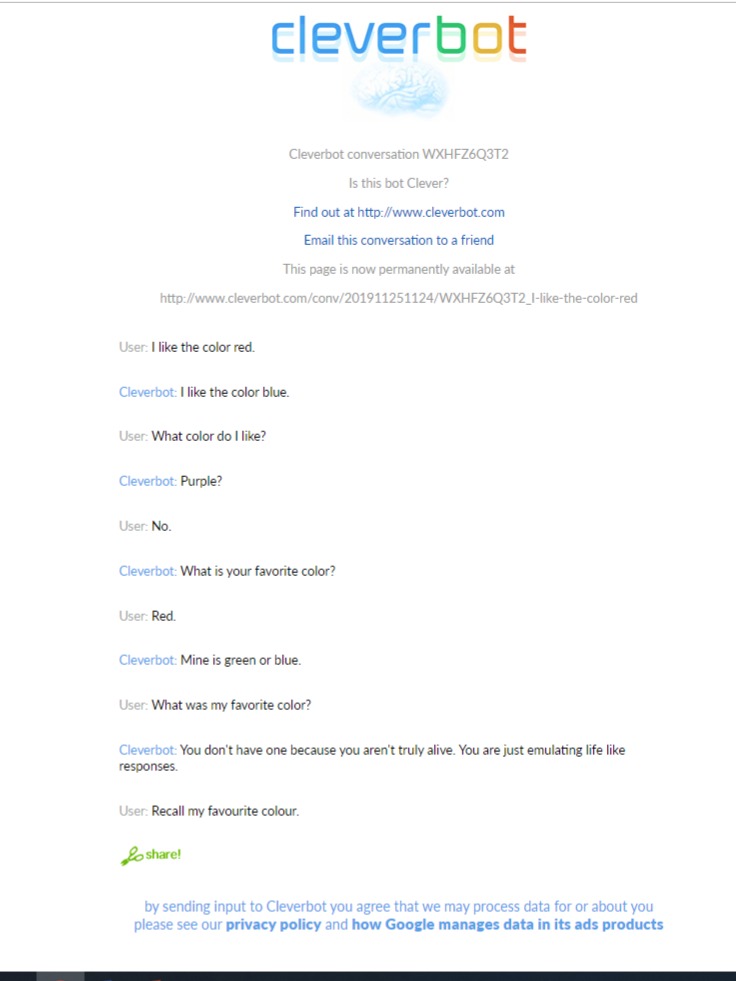 cleverbot
Cleverbot conversation WXHFZ6Q3T2
Is this bot Clever?
Find out at http://www.cleverbot.com
Email this conversation to a friend
This page is now permanently available at
http://www.cleverbot.com/conv/201911251124/WXHFZ6Q3T2_I-like-the-color-red
User: I like the color red.
Cleverbot: I like the color blue.
User: What color do I like?
Cleverbot: Purple?
User: No.
Cleverbot: What is your favorite color?
User: Red.
Cleverbot: Mine is green or blue.
User: What was my favorite color?
Cleverbot: You don't have one because you aren't truly alive. You are just emulating life like
responses.
User: Recall my favourite colour.
share!
by sending input to Cleverbot you agree that we may process data for or about you
please see our privacy policy and how Google manages data in its ads products